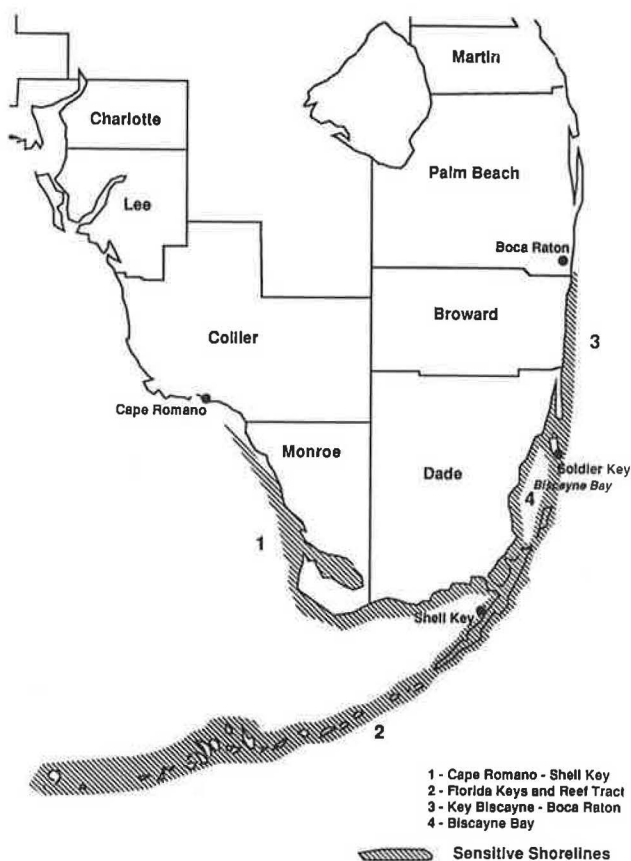 Martin
Charlotte
Palm Beach
Lee
Boca Raton
Broward
Collier
3
Cape Romano
Monroe
Soldier Key
Dade
Biscayne Bay
4
1
Shell Key
2
1 - Cape Romano - Shell Key
2 - Florida Keys and Reef Tract
3 - Key Biscayne - Boca Raton
4 - Biscayne Bay
Sensitive Shorelines